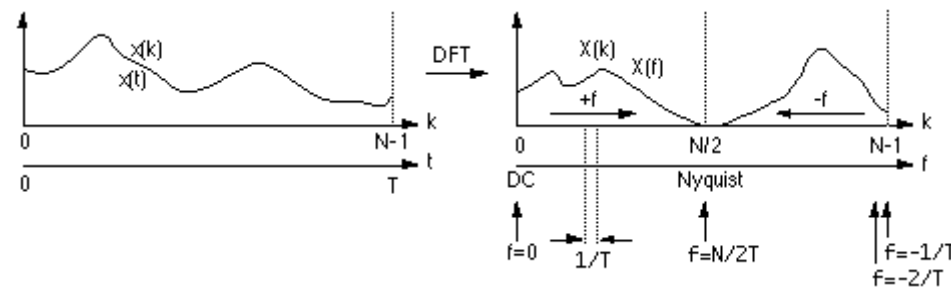 x(k)
x(t)
0
N-1
k
0
T
t
DFT
X(k)
X(f)
+f
-f
0
N/2
N-1
k
DC
Nyquist
f
f=0
1/T
f=N/2T
f=-1/T
f=-2/T